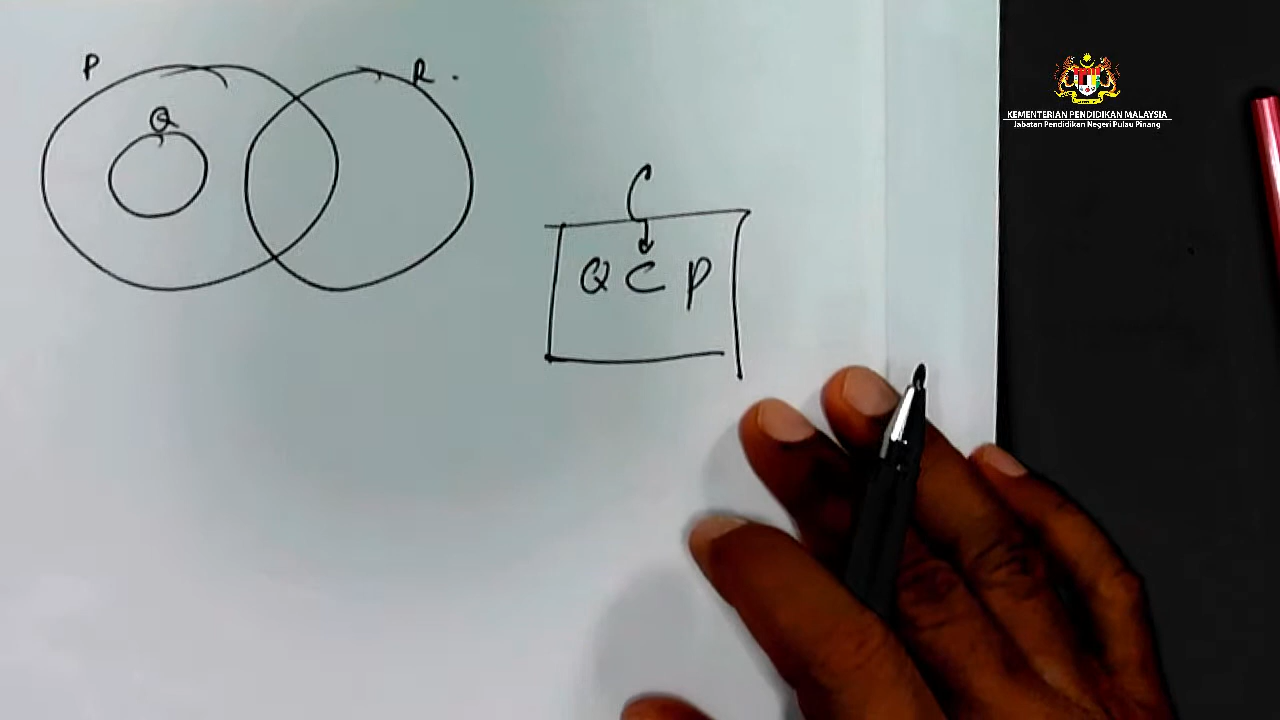 P
R .
Q
Q ⊂ P
KEMENTERIAN PENDIDIKAN MALAYSIA
Jabatan Pendidikan Negeri Pulau Pinang